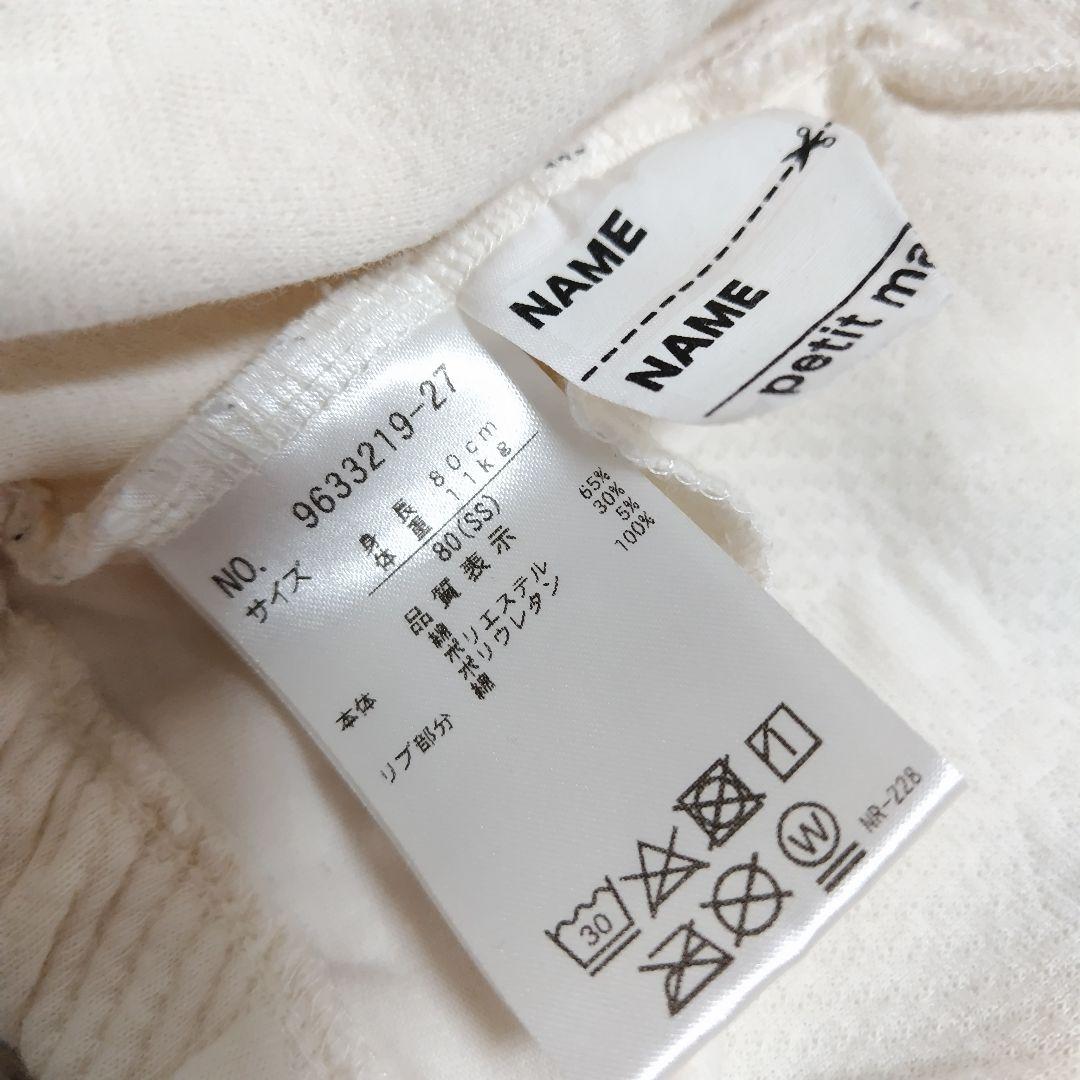 NAME
NAME
petit ma
NO. 9633219-27
サイズ 身長 80cm
体重 11kg
80(SS)
品質表示
本体 綿 65%
ポリエステル 30%
ポリウレタン 5%
リブ部分 綿 100%
30
W
NR-228